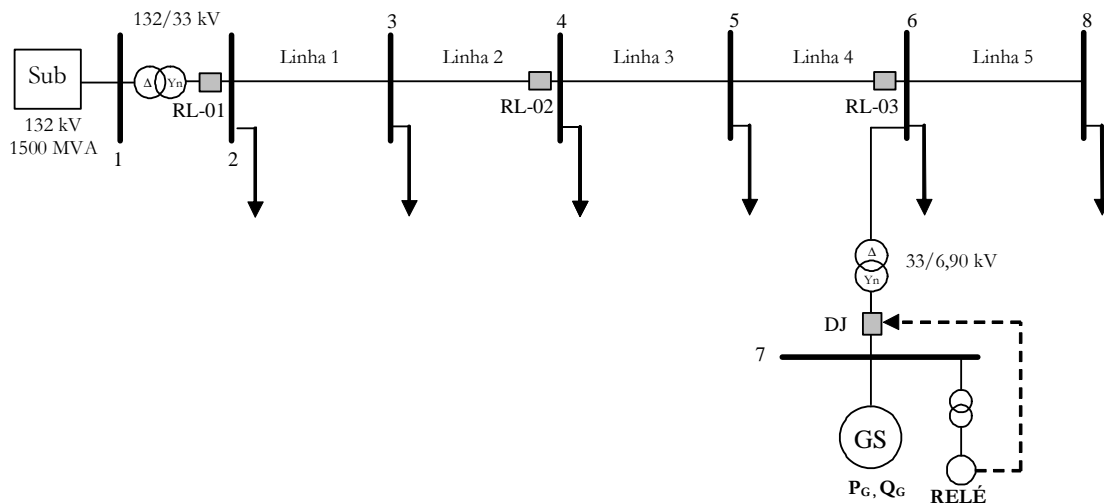 132/33 kV
3
4
5
6
8
Sub
Δ
Yn
Linha 1
Linha 2
Linha 3
Linha 4
Linha 5
RL-01
RL-02
RL-03
132 kV
1500 MVA
1
2
Δ
Yn
33/6,90 kV
DJ
7
GS
P_G, Q_G
RELÉ